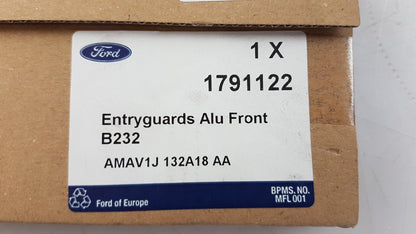 Ford
1 X
1791122
Entryguards Alu Front
B232
AMAV1J 132A18 AA
Ford of Europe
BPMS. NO.
MFL 001